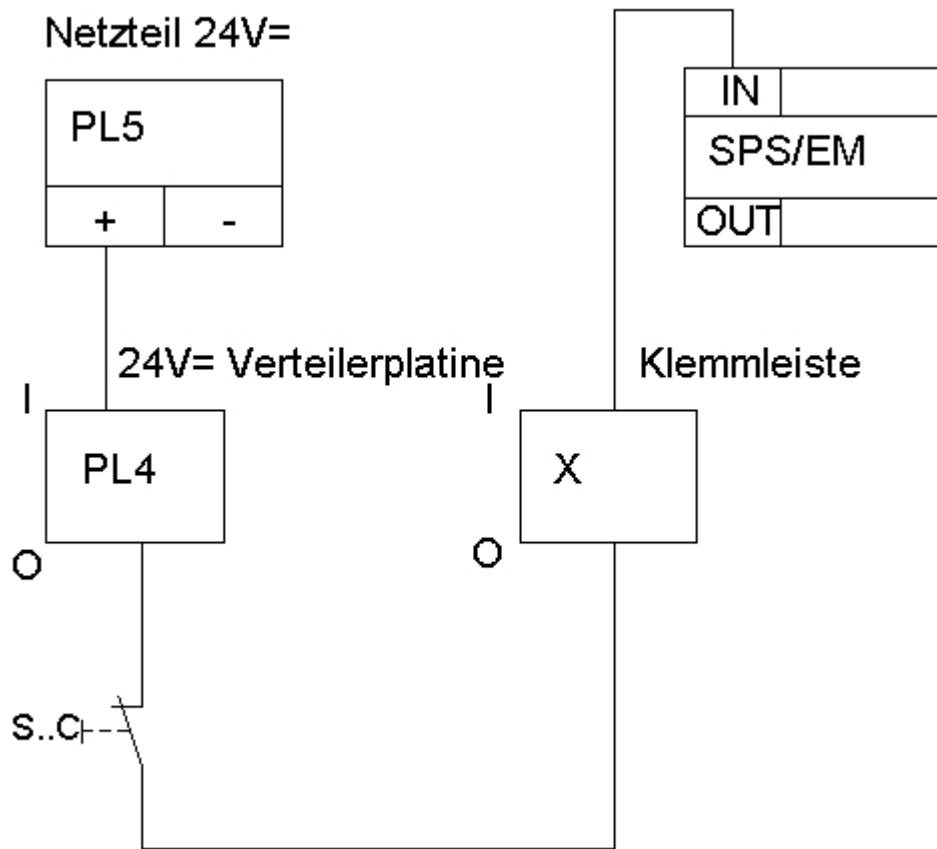 Netzteil 24V=
PL5
+ -
IN
SPS/EM
OUT
24V= Verteilerplatine
I
PL4
O
Klemmleiste
I
X
O
S..C